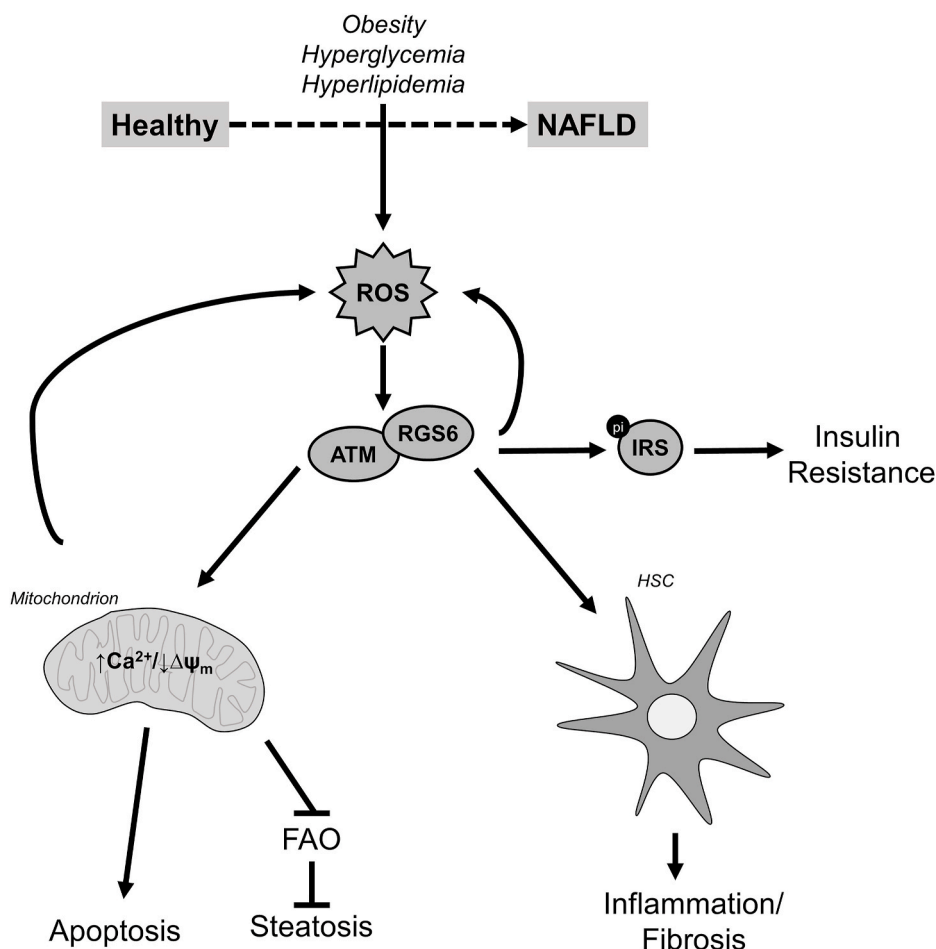 Obesity
Hyperglycemia
Hyperlipidemia
Healthy
NAFLD
ROS
RGS6
ATM
pi
IRS
Insulin
Resistance
Mitochondrion
HSC
↑Ca²⁺/↓Δψₘ
FAO
Steatosis
Apoptosis
Inflammation/
Fibrosis